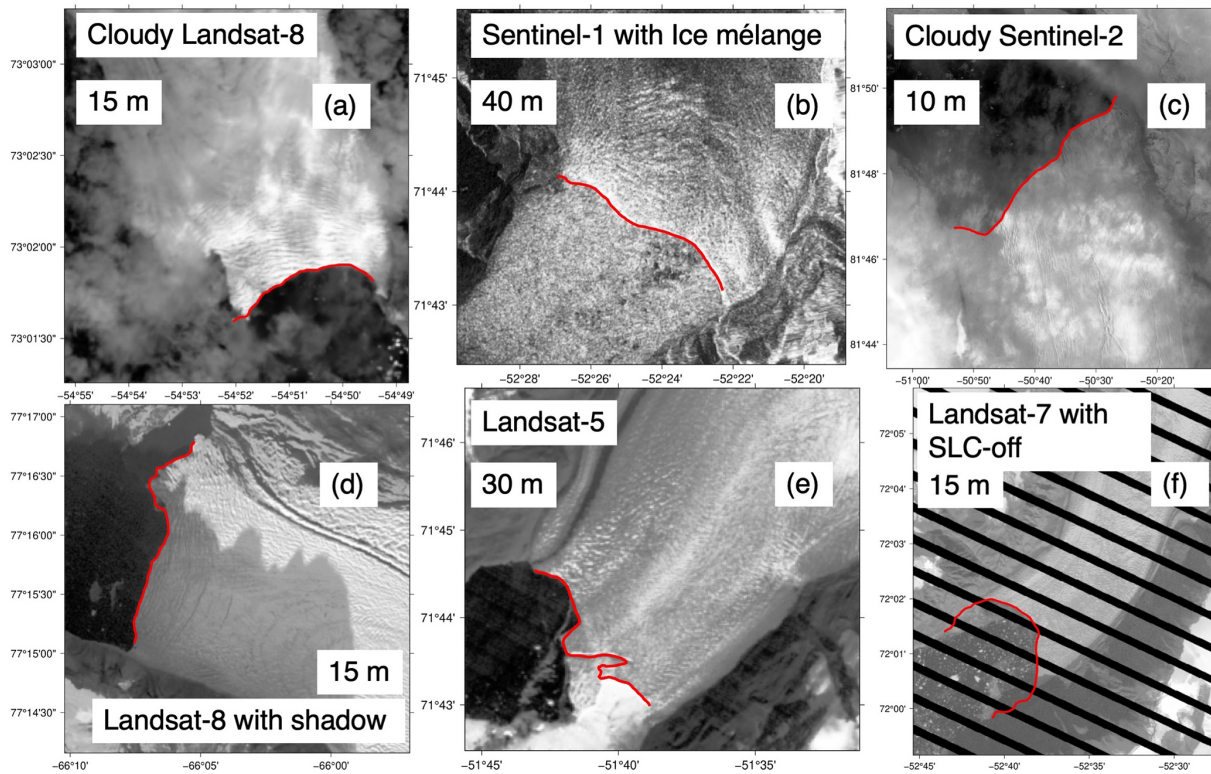 Cloudy Landsat-8
15 m
(a)
73°03'00"
73°02'30"
73°02'00"
73°01'30"
−54°55' −54°54' −54°53' −54°52' −54°51' −54°50' −54°49'
Sentinel-1 with Ice mélange
40 m
(b)
71°45'
71°44'
71°43'
−52°28' −52°26' −52°24' −52°22' −52°20'
Cloudy Sentinel-2
10 m
(c)
81°50'
81°48'
81°46'
81°44'
−51°00' −50°50' −50°40' −50°30' −50°20'
77°17'00"
77°16'30"
77°16'00"
77°15'30"
77°15'00"
77°14'30"
(d)
15 m
Landsat-8 with shadow
−66°10' −66°05' −66°00'
Landsat-5
30 m
(e)
71°46'
71°45'
71°44'
71°43'
−51°45' −51°40' −51°35'
Landsat-7 with
SLC-off
15 m
(f)
72°05'
72°04'
72°03'
72°02'
72°01'
72°00'
−52°45' −52°40' −52°35' −52°30'